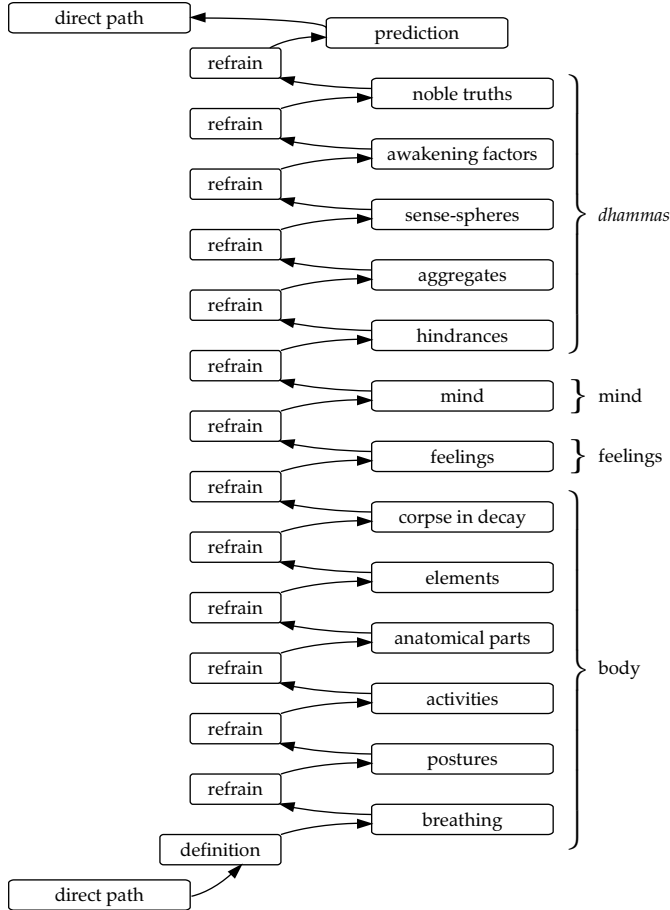 direct path
prediction
refrain
noble truths
refrain
awakening factors
refrain
sense-spheres
dhammas
refrain
aggregates
refrain
hindrances
refrain
mind
mind
refrain
feelings
feelings
refrain
corpse in decay
refrain
elements
refrain
anatomical parts
body
refrain
activities
refrain
postures
refrain
breathing
definition
direct path